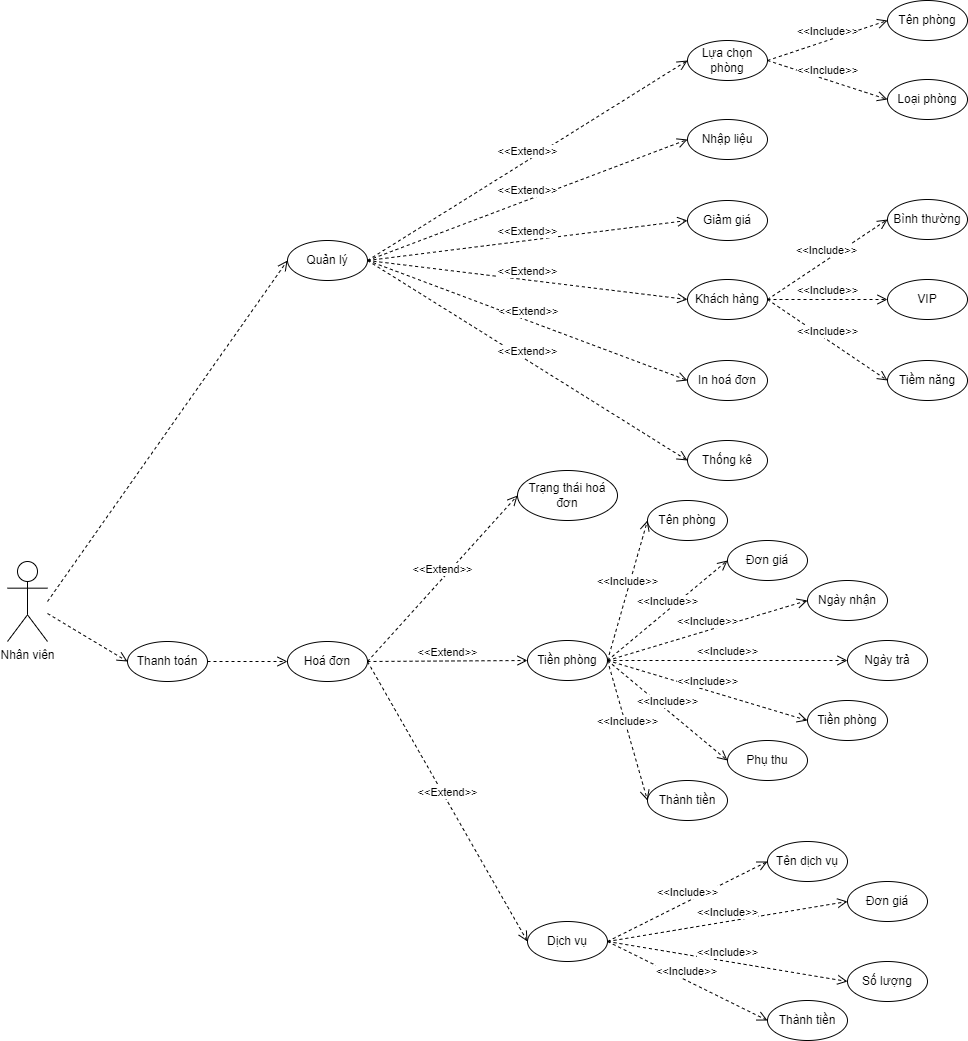 Tên phòng
<<Include>>
Lựa chọn
phòng
<<Include>>
Loại phòng
Nhập liệu
<<Extend>>
<<Extend>>
Giảm giá
Bình thường
<<Extend>>
<<Include>>
Quản lý
<<Extend>>
<<Include>>
Khách hàng
VIP
<<Extend>>
<<Include>>
<<Extend>>
In hoá đơn
Tiềm năng
Thống kê
Trạng thái hoá
đơn
Tên phòng
Đơn giá
<<Extend>>
<<Include>>
<<Include>>
Ngày nhận
<<Include>>
Nhân viên
Thanh toán
Hoá đơn
<<Extend>>
Tiền phòng
<<Include>>
Ngày trả
<<Include>>
<<Include>>
<<Include>>
Tiền phòng
Phụ thu
Thành tiền
<<Extend>>
Tên dịch vụ
<<Include>>
Đơn giá
<<Include>>
Dịch vụ
<<Include>>
<<Include>>
Số lượng
Thành tiền